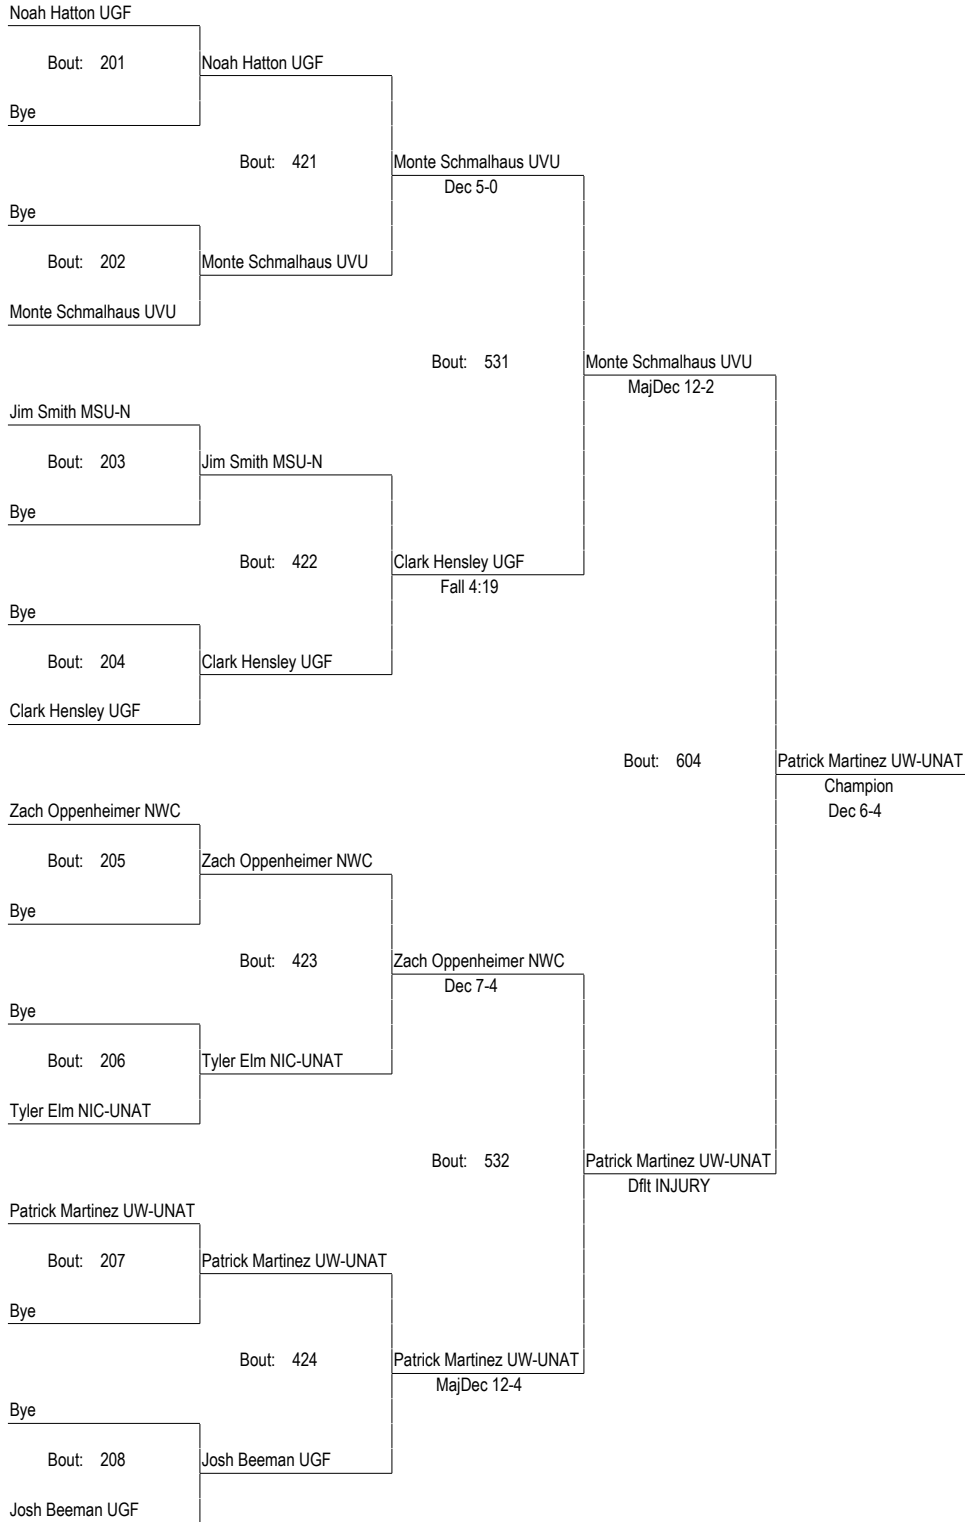 Noah Hatton UGF
Bout: 201 Noah Hatton UGF
Bye
Bout: 421 Monte Schmalhaus UVU
Dec 5-0
Bye
Bout: 202 Monte Schmalhaus UVU
Monte Schmalhaus UVU
Bout: 531 Monte Schmalhaus UVU
MajDec 12-2
Jim Smith MSU-N
Bout: 203 Jim Smith MSU-N
Bye
Bout: 422 Clark Hensley UGF
Fall 4:19
Bye
Bout: 204 Clark Hensley UGF
Clark Hensley UGF
Bout: 604 Patrick Martinez UW-UNAT
Champion
Zach Oppenheimer NWC Dec 6-4
Bout: 205 Zach Oppenheimer NWC
Bye
Bout: 423 Zach Oppenheimer NWC
Dec 7-4
Bye
Bout: 206 Tyler Elm NIC-UNAT
Tyler Elm NIC-UNAT
Bout: 532 Patrick Martinez UW-UNAT
Dflt INJURY
Patrick Martinez UW-UNAT
Bout: 207 Patrick Martinez UW-UNAT
Bye
Bout: 424 Patrick Martinez UW-UNAT
MajDec 12-4
Bye
Bout: 208 Josh Beeman UGF
Josh Beeman UGF